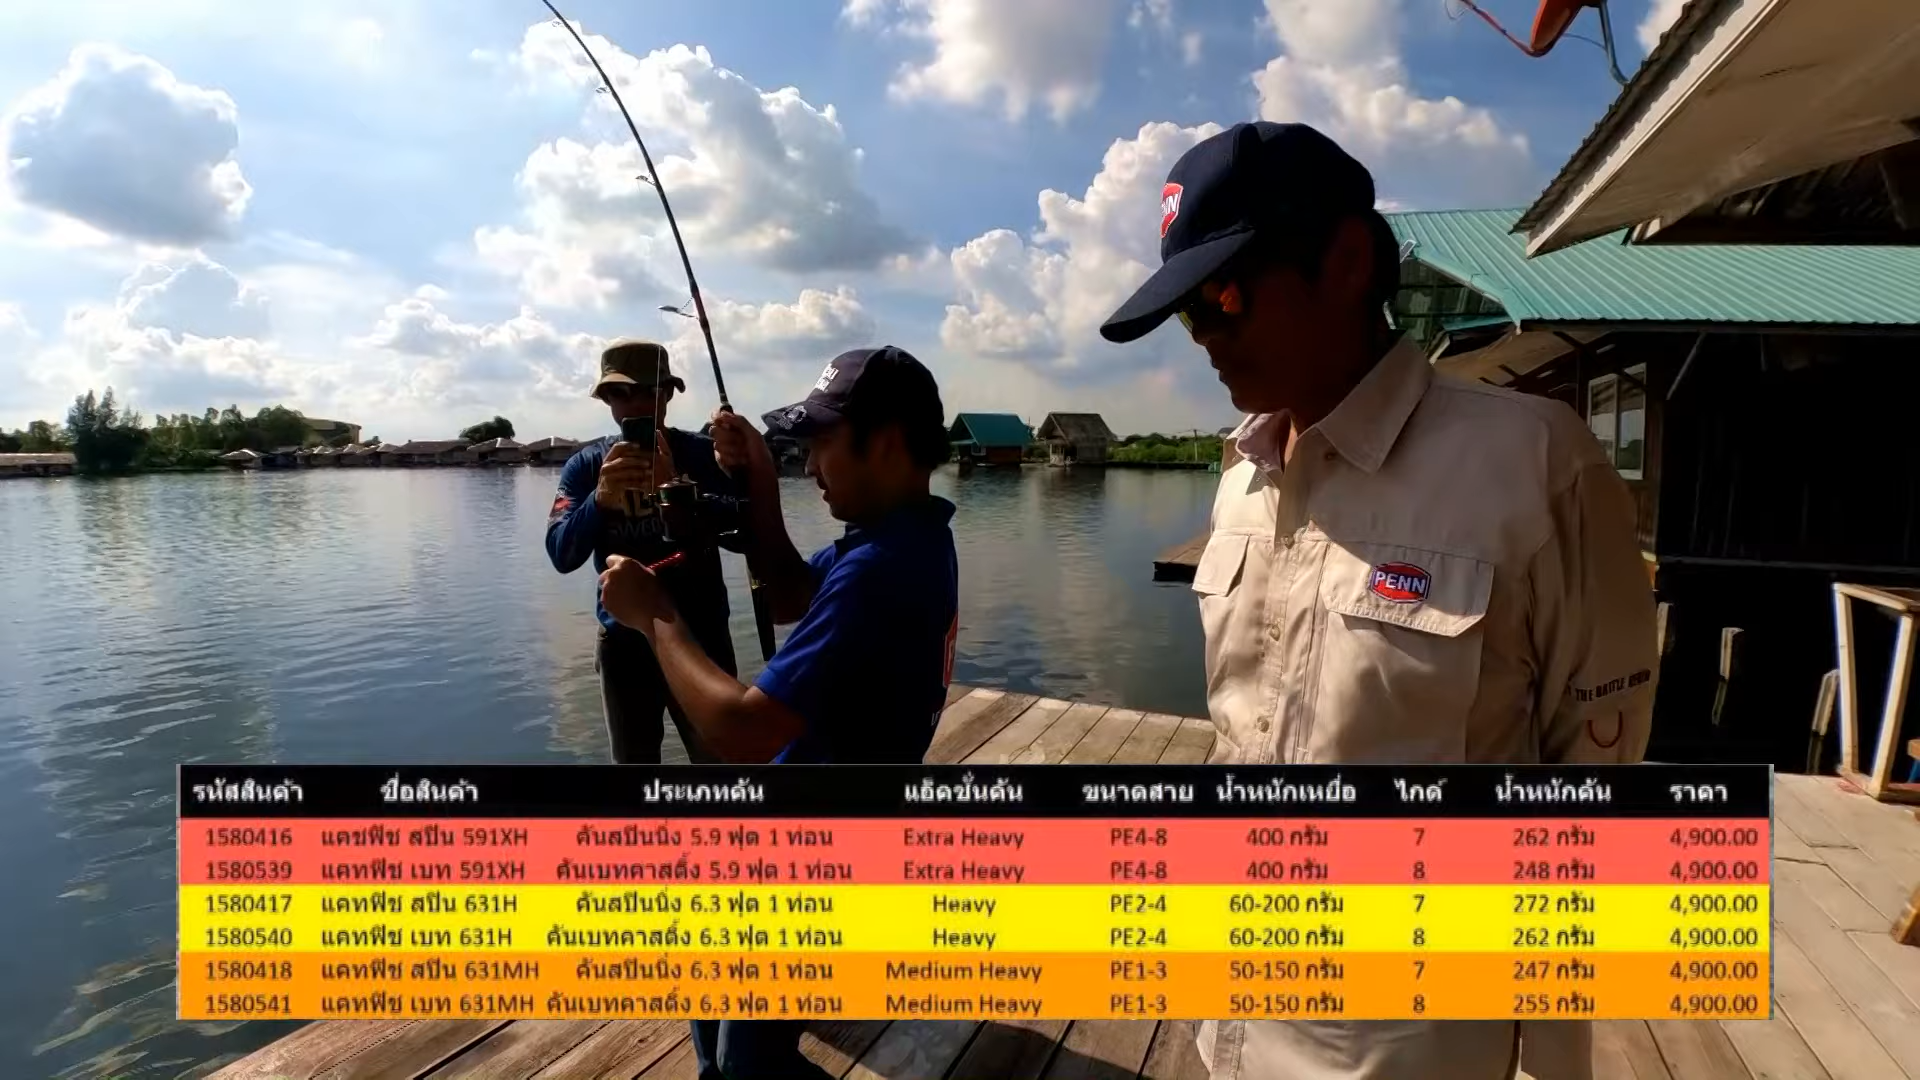 PENN
THE BATTLE
รหัสสินค้า ชื่อสินค้า ประเภทคัน แอ็คชั่นคัน ขนาดสาย น้ำหนักเหยื่อ ไกด์ น้ำหนักคัน ราคา
1580416 แคชฟิช สปิน 591XH คันสปินนิ่ง 5.9 ฟุต 1 ท่อน Extra Heavy PE4-8 400 กรัม 7 262 กรัม 4,900.00
1580539 แคทฟิช เบท 591XH คันเบทคาสติ้ง 5.9 ฟุต 1 ท่อน Extra Heavy PE4-8 400 กรัม 8 248 กรัม 4,900.00
1580417 แคทฟิช สปิน 631H คันสปินนิ่ง 6.3 ฟุต 1 ท่อน Heavy PE2-4 60-200 กรัม 7 272 กรัม 4,900.00
1580540 แคทฟิช เบท 631H คันเบทคาสติ้ง 6.3 ฟุต 1 ท่อน Heavy PE2-4 60-200 กรัม 8 262 กรัม 4,900.00
1580418 แคทฟิช สปิน 631MH คันสปินนิ่ง 6.3 ฟุต 1 ท่อน Medium Heavy PE1-3 50-150 กรัม 7 247 กรัม 4,900.00
1580541 แคทฟิช เบท 631MH คันเบทคาสติ้ง 6.3 ฟุต 1 ท่อน Medium Heavy PE1-3 50-150 กรัม 8 255 กรัม 4,900.00